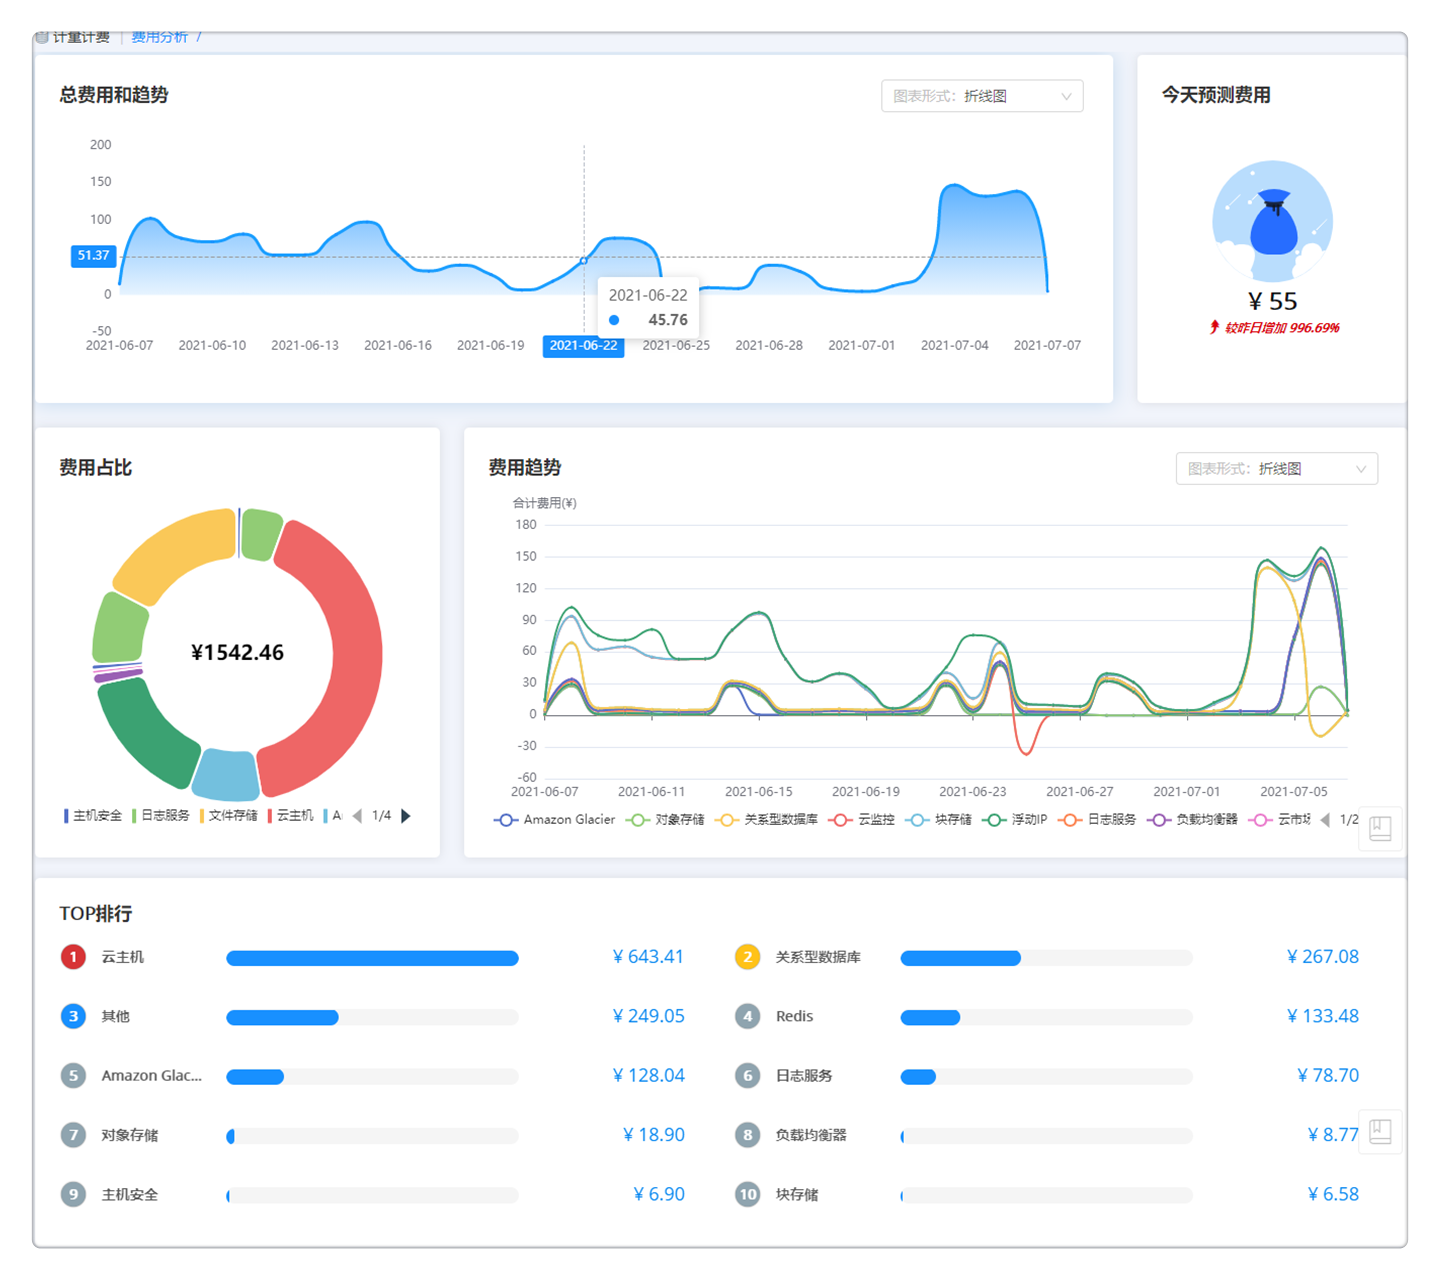 计量计费 | 费用分析 /
总费用和趋势
图表形式: 折线图
200
150
100
51.37
0
-50
2021-06-22
45.76
2021-06-07 2021-06-10 2021-06-13 2021-06-16 2021-06-19 2021-06-22 2021-06-25 2021-06-28 2021-07-01 2021-07-04 2021-07-07
今天预测费用
¥ 55
较昨日增加 996.69%
费用占比
¥1542.46
主机安全 日志服务 文件存储 云主机 1/4
费用趋势
图表形式: 折线图
合计费用(¥)
180
150
120
90
60
30
0
-30
-60
2021-06-07 2021-06-11 2021-06-15 2021-06-19 2021-06-23 2021-06-27 2021-07-01 2021-07-05
Amazon Glacier 对象存储 关系型数据库 云监控 块存储 浮动IP 日志服务 负载均衡器 云市场 1/2
TOP排行
1 云主机 ¥ 643.41
2 关系型数据库 ¥ 267.08
3 其他 ¥ 249.05
4 Redis ¥ 133.48
5 Amazon Glac... ¥ 128.04
6 日志服务 ¥ 78.70
7 对象存储 ¥ 18.90
8 负载均衡器 ¥ 8.77
9 主机安全 ¥ 6.90
10 块存储 ¥ 6.58